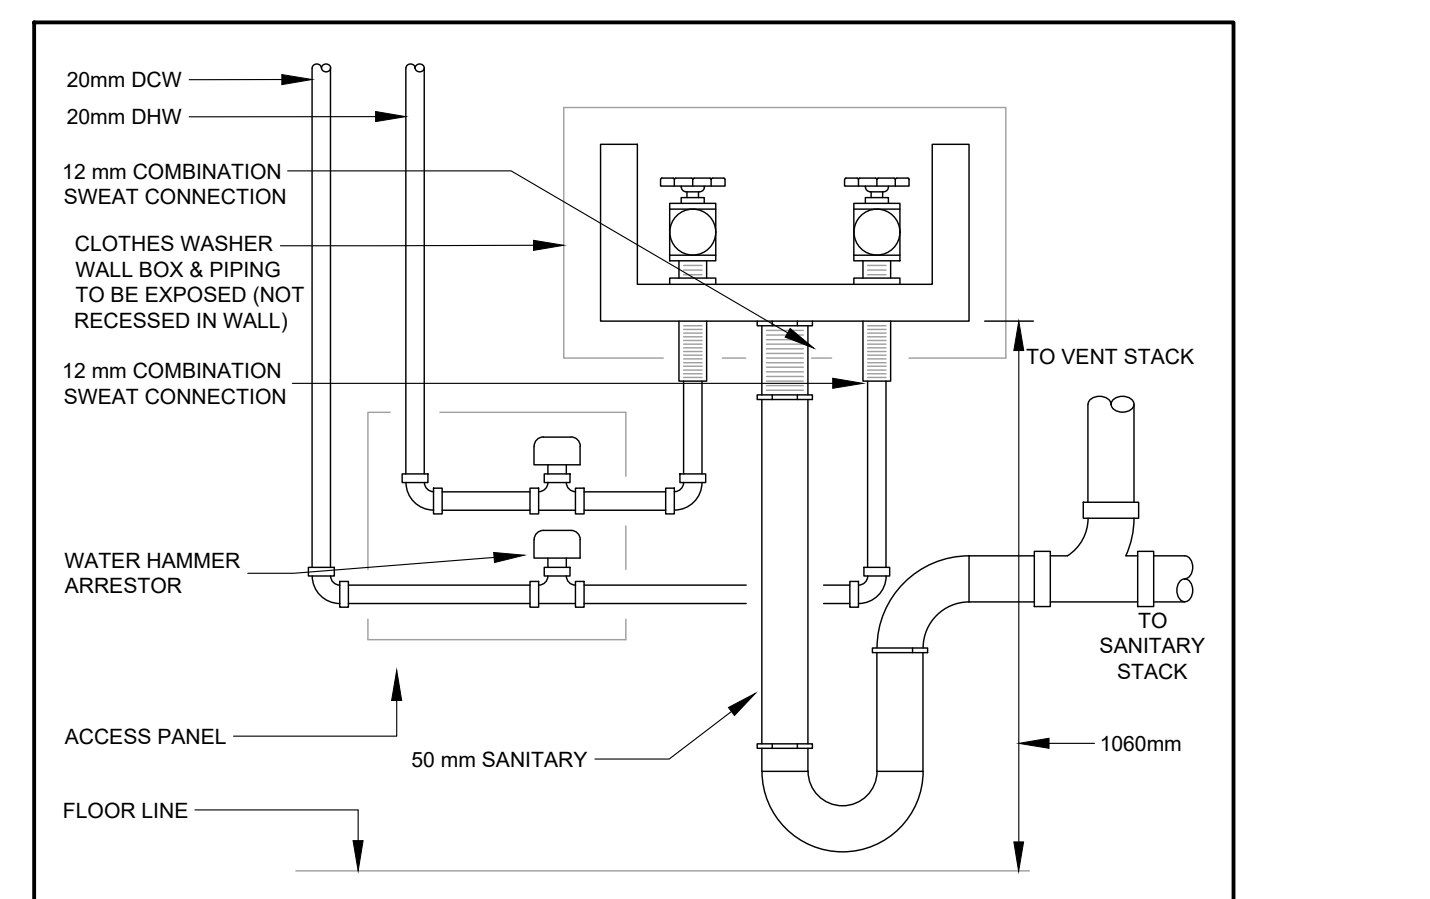 20mm DCW
20mm DHW
12 mm COMBINATION
SWEAT CONNECTION
CLOTHES WASHER
WALL BOX & PIPING
TO BE EXPOSED (NOT
RECESSED IN WALL)
12 mm COMBINATION
SWEAT CONNECTION
TO VENT STACK
WATER HAMMER
ARRESTOR
TO
SANITARY
STACK
ACCESS PANEL
50 mm SANITARY
1060mm
FLOOR LINE